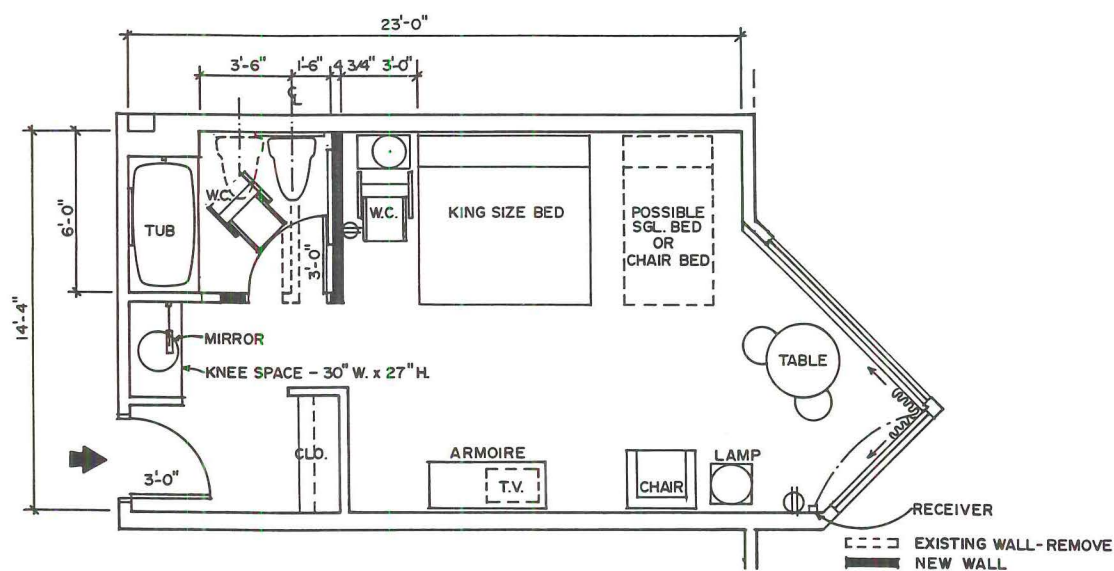 23'-0"
3'-6" 1'-6" 4 3/4" 3'-0"
CL
14'-4"
6'-0"
TUB
W.C.
3'-0"
W.C.
KING SIZE BED
POSSIBLE
SGL. BED
OR
CHAIR BED
MIRROR
KNEE SPACE - 30" W. x 27" H.
TABLE
3'-0"
CLO.
ARMOIRE
T.V.
CHAIR
LAMP
RECEIVER
EXISTING WALL-REMOVE
NEW WALL